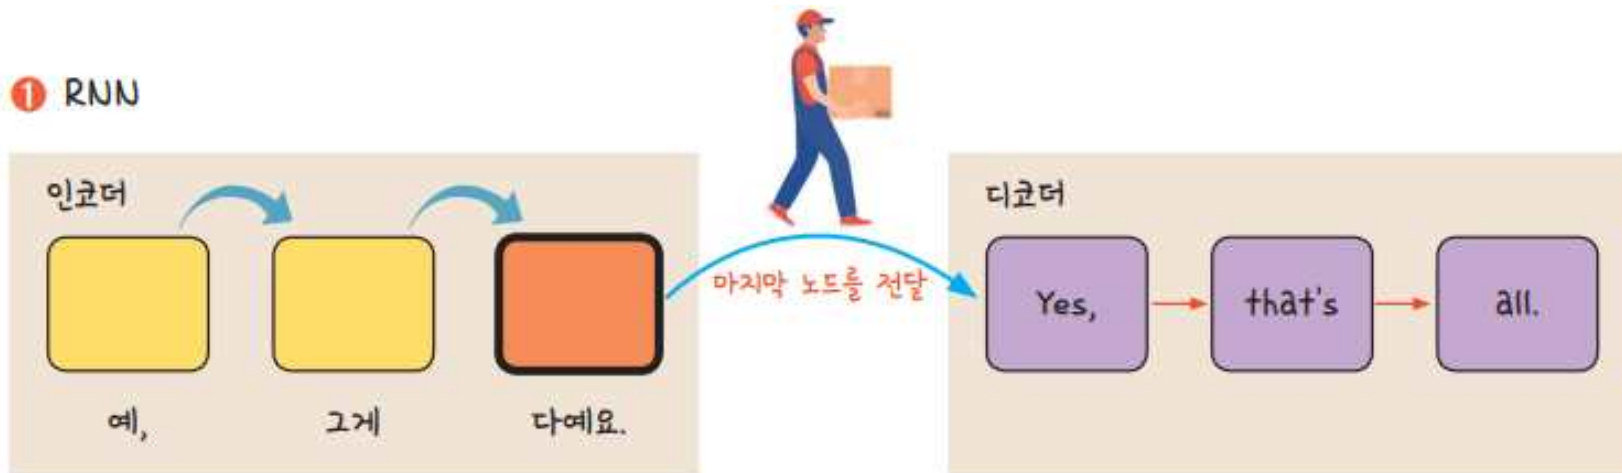 1 RNN
인코더
예,
그게
다예요.
마지막 노드를 전달
디코더
Yes,
that's
all.